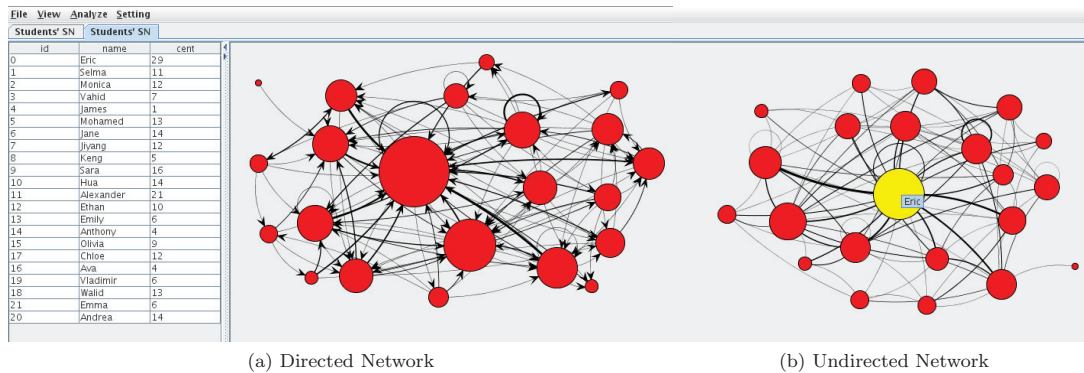 File View Analyze Setting
Students' SN Students' SN
id name cent
0 Eric 29
1 Selma 11
2 Monica 12
3 Vahid 7
4 James 1
5 Mohamed 13
6 Jane 14
7 Jiyang 12
8 Keng 5
9 Sara 16
10 Hua 14
11 Alexander 21
12 Ethan 10
13 Emily 6
14 Anthony 4
15 Olivia 9
17 Chloe 12
16 Ava 4
19 Vladimir 6
18 Walid 13
21 Emma 6
20 Andrea 14
Eric
(a) Directed Network
(b) Undirected Network